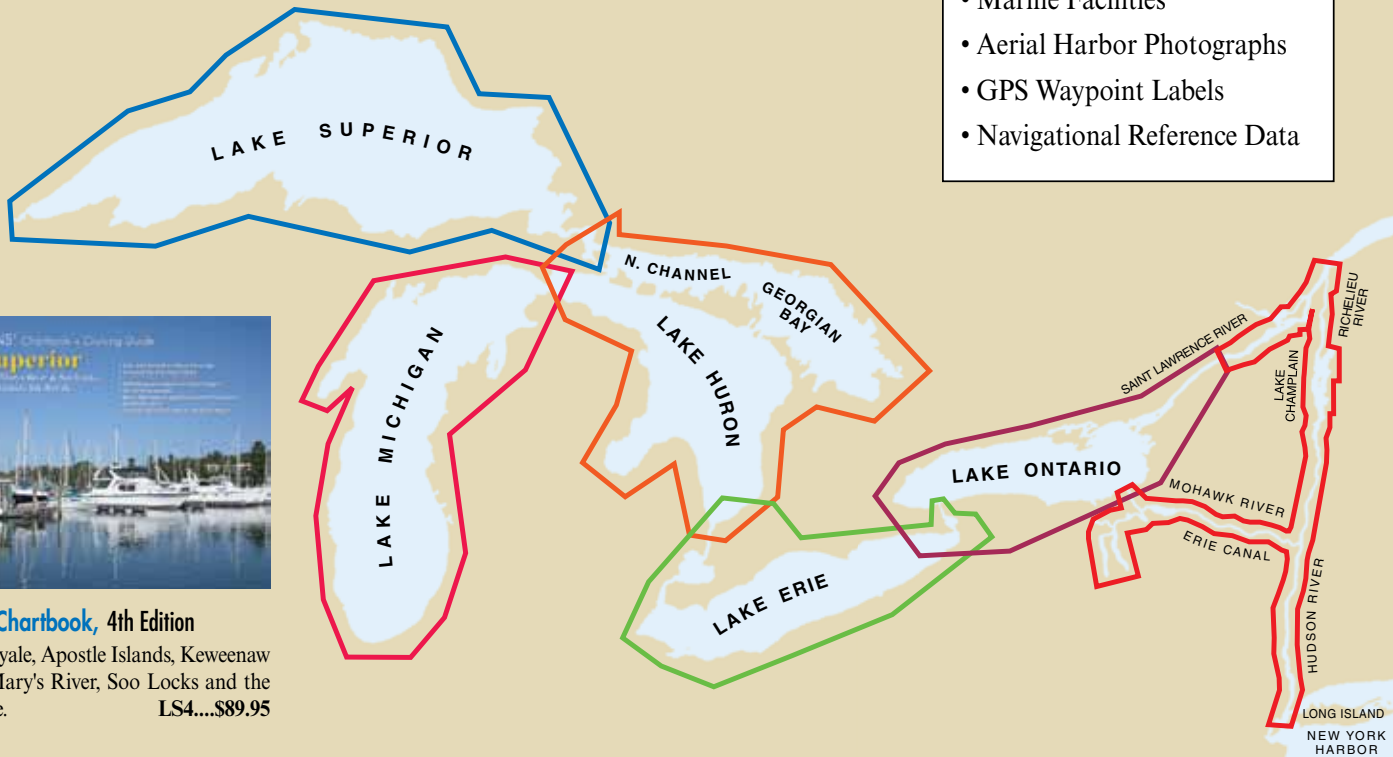 • Marine Facilities
• Aerial Harbor Photographs
• GPS Waypoint Labels
• Navigational Reference Data
LAKE SUPERIOR
N. CHANNEL
GEORGIAN
BAY
LAKE HURON
LAKE MICHIGAN
SAINT LAWRENCE RIVER
RICHELIEU
RIVER
LAKE
CHAMPLAIN
LAKE ONTARIO
MOHAWK RIVER
ERIE CANAL
LAKE ERIE
HUDSON RIVER
LONG ISLAND
NEW YORK
HARBOR
perior
Chartbook, 4th Edition
yale, Apostle Islands, Keweenaw
Mary's River, Soo Locks and the
e. LS4....$89.95